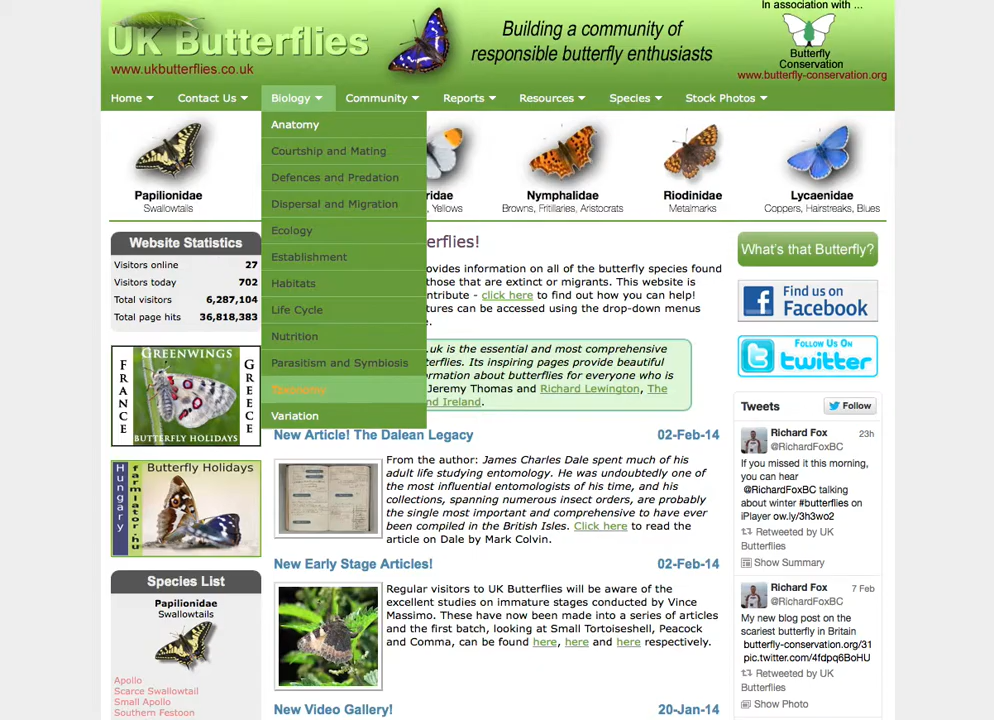 UK Butterflies
www.ukbutterflies.co.uk
Building a community of
responsible butterfly enthusiasts
In association with ...
Butterfly
Conservation
www.butterfly-conservation.org
Home Contact Us Biology Community Reports Resources Species Stock Photos
Anatomy
Courtship and Mating
Defences and Predation
Dispersal and Migration
Ecology
Establishment
Habitats
Life Cycle
Nutrition
Parasitism and Symbiosis
Taxonomy
Variation
Papilionidae
Swallowtails
ridae
, Yellows
Nymphalidae
Browns, Fritillaries, Aristocrats
Riodinidae
Metalmarks
Lycaenidae
Coppers, Hairstreaks, Blues
Website Statistics
Visitors online 27
Visitors today 702
Total visitors 6,287,104
Total page hits 36,818,383
GREENWINGS
FRANCE
GREECE
BUTTERFLY HOLIDAYS
Butterfly Holidays
Hungary
farmlator.hu
Species List
Papilionidae
Swallowtails
Apollo
Scarce Swallowtail
Small Apollo
Southern Festoon
erflies!
ovides information on all of the butterfly species found
those that are extinct or migrants. This website is
ntribute - click here to find out how you can help!
tures can be accessed using the drop-down menus
e.
.uk is the essential and most comprehensive
terflies. Its inspiring pages provide beautiful
ormation about butterflies for everyone who is
Jeremy Thomas and Richard Lewington, The
nd Ireland.
New Article! The Dalean Legacy 02-Feb-14
From the author: James Charles Dale spent much of his
adult life studying entomology. He was undoubtedly one of
the most influential entomologists of his time, and his
collections, spanning numerous insect orders, are probably
the single most important and comprehensive to have ever
been compiled in the British Isles. Click here to read the
article on Dale by Mark Colvin.
New Early Stage Articles! 02-Feb-14
Regular visitors to UK Butterflies will be aware of the
excellent studies on immature stages conducted by Vince
Massimo. These have now been made into a series of articles
and the first batch, looking at Small Tortoiseshell, Peacock
and Comma, can be found here, here and here respectively.
New Video Gallery! 20-Jan-14
What's that Butterfly?
Find us on
Facebook
FOLLOW US ON
twitter
Tweets Follow
Richard Fox 23h
@RichardFoxBC
If you missed it this morning,
you can hear
@RichardFoxBC talking
about winter #butterflies on
iPlayer ow.ly/3h3wo2
Retweeted by UK
Butterflies
Show Summary
Richard Fox 7 Feb
@RichardFoxBC
My new blog post on the
scariest butterfly in Britain
butterfly-conservation.org/31
pic.twitter.com/4fdpq6BoHU
Retweeted by UK
Butterflies
Show Photo